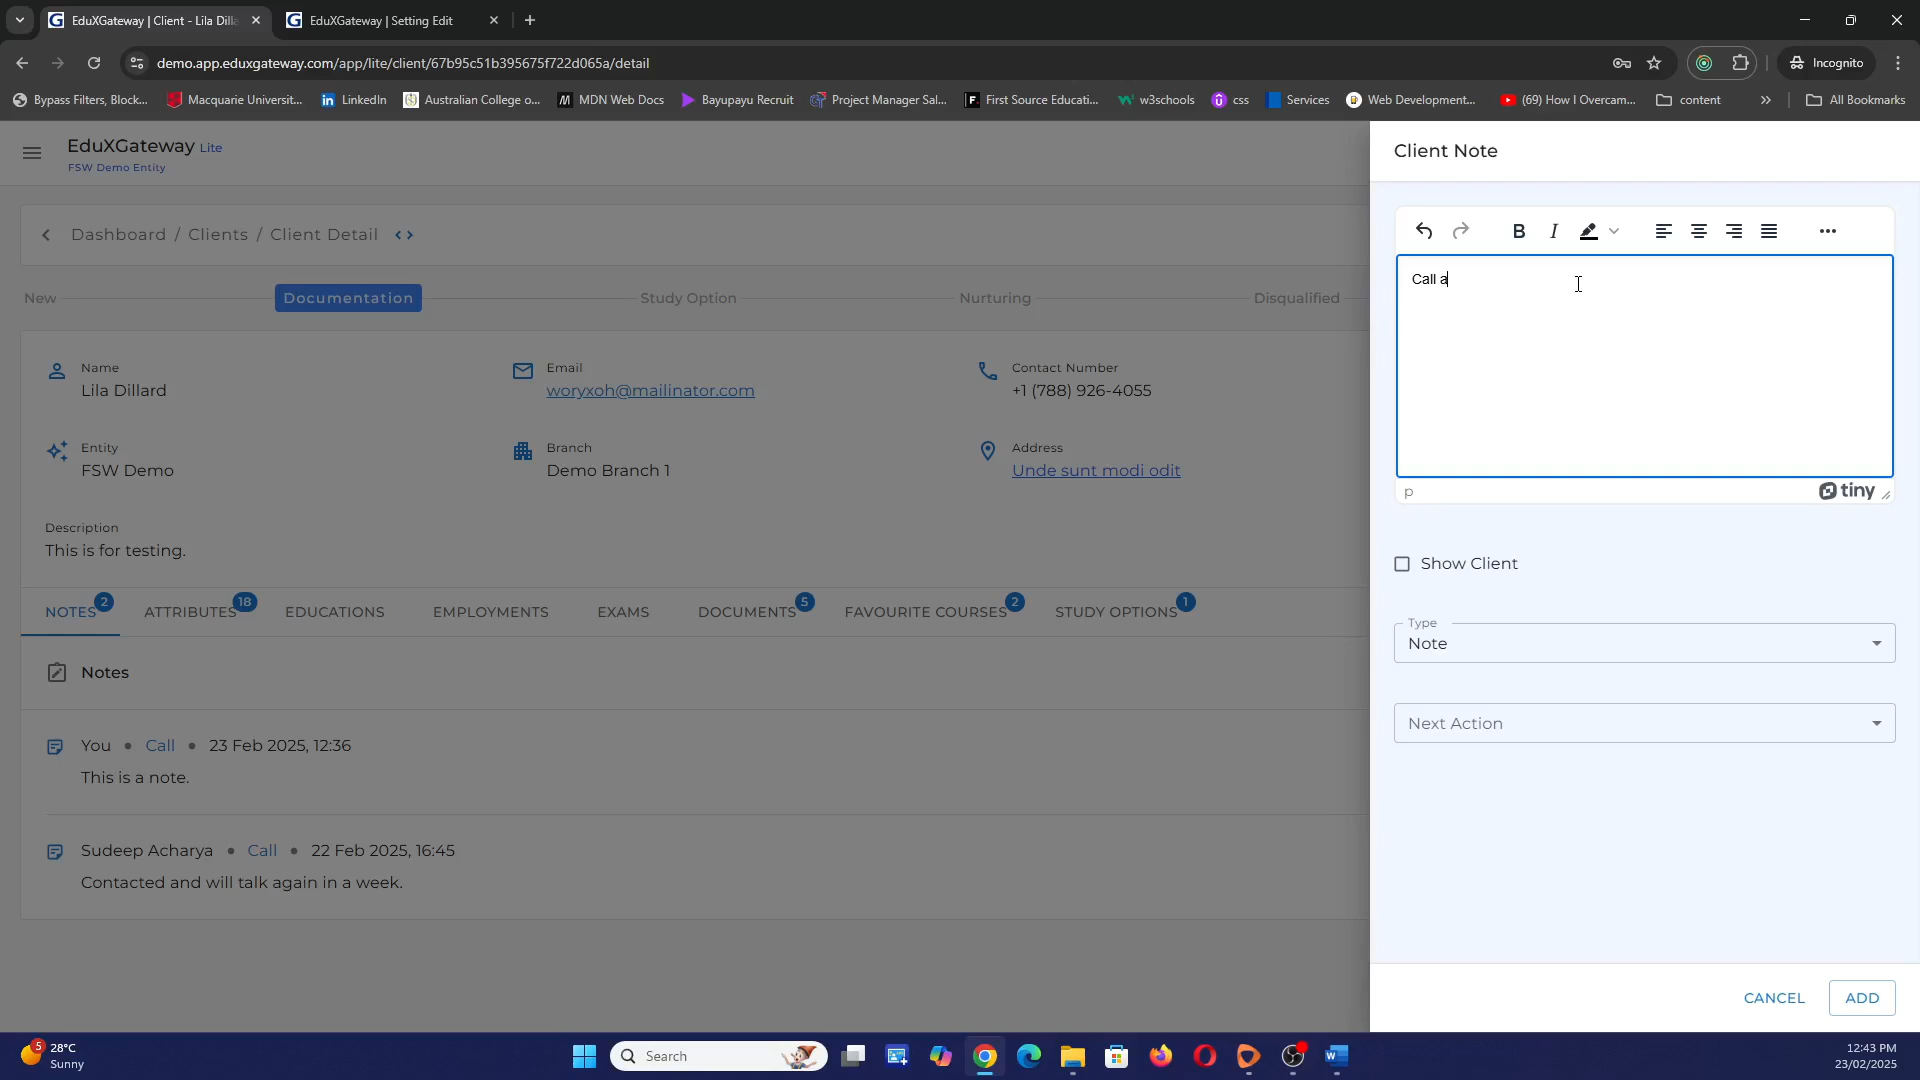 EduXGateway | Client - Lila Dilla
EduXGateway | Setting Edit
demo.app.eduxgateway.com/app/lite/client/67b95c51b395675f722d065a/detail
Incognito
Bypass Filters, Block...
Macquarie Universit...
LinkedIn
Australian College o...
MDN Web Docs
Bayupayu Recruit
Project Manager Sal...
First Source Educati...
w3schools
css
Services
Web Development...
(69) How I Overcam...
content
All Bookmarks
EduXGateway Lite
FSW Demo Entity
Client Note
Dashboard / Clients / Client Detail
New
Documentation
Study Option
Nurturing
Disqualified
Name
Lila Dillard
Email
woryxoh@mailinator.com
Contact Number
+1 (788) 926-4055
Entity
FSW Demo
Branch
Demo Branch 1
Address
Unde sunt modi odit
Description
This is for testing.
NOTES 2
ATTRIBUTES 18
EDUCATIONS
EMPLOYMENTS
EXAMS
DOCUMENTS 5
FAVOURITE COURSES 2
STUDY OPTIONS 1
Notes
You • Call • 23 Feb 2025, 12:36
This is a note.
Sudeep Acharya • Call • 22 Feb 2025, 16:45
Contacted and will talk again in a week.
Call a
p
tiny
Show Client
Type
Note
Next Action
CANCEL
ADD
5
28°C
Sunny
Search
12:43 PM
23/02/2025